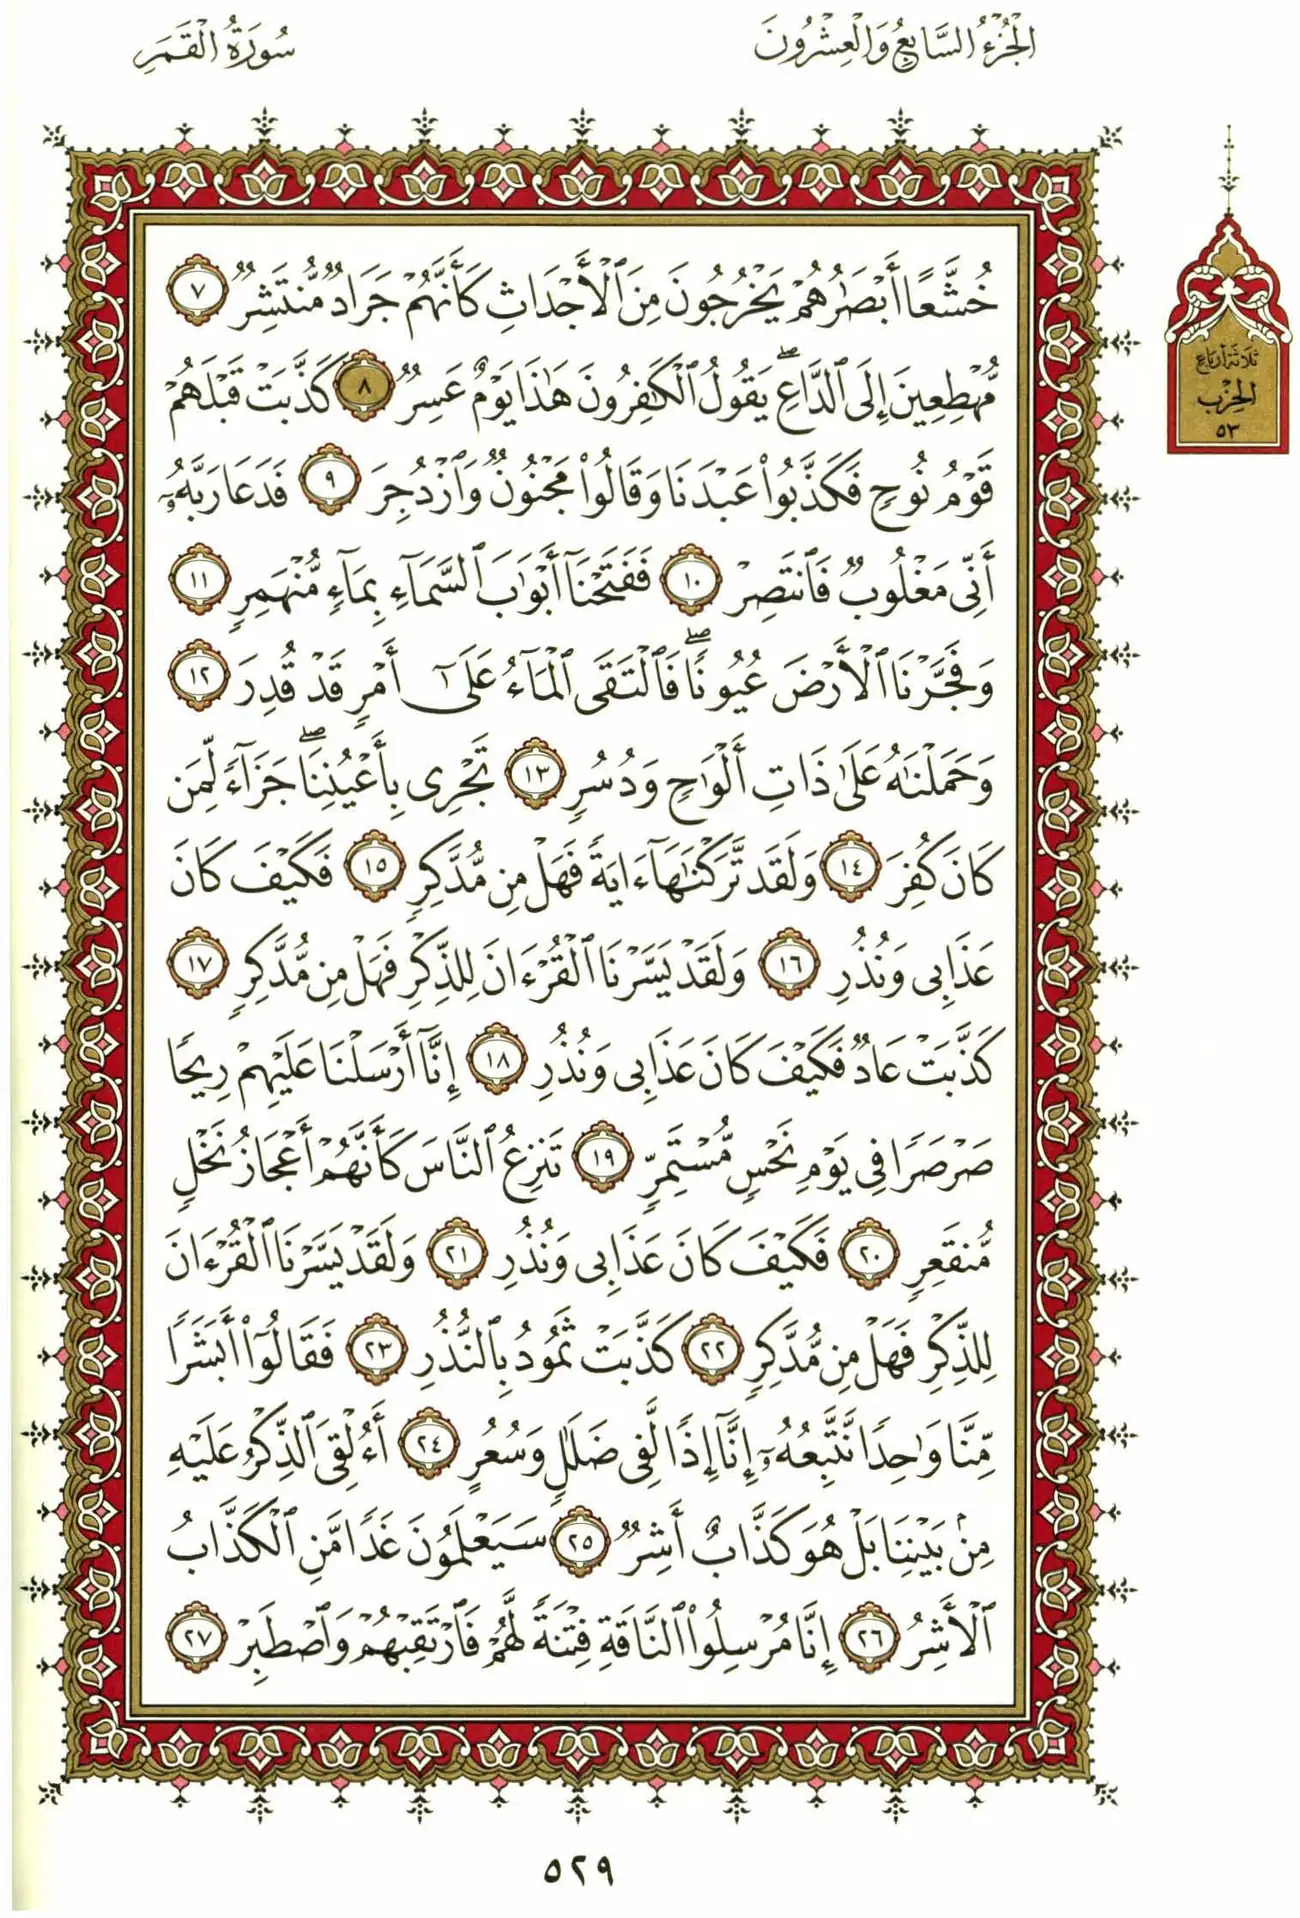 الجزء السابع والعشرون
سورة القمر
خُشَّعًا أَبْصَٰرُهُمْ يَخْرُجُونَ مِنَ ٱلْأَجْدَاثِ كَأَنَّهُمْ جَرَادٌ مُّنتَشِرٌ ٧
مُّهْطِعِينَ إِلَى ٱلدَّاعِ ۖ يَقُولُ ٱلْكَٰفِرُونَ هَٰذَا يَوْمٌ عَسِرٌ ٨ كَذَّبَتْ قَبْلَهُمْ
قَوْمُ نُوحٍ فَكَذَّبُوا۟ عَبْدَنَا وَقَالُوا۟ مَجْنُونٌ وَٱزْدُجِرَ ٩ فَدَعَا رَبَّهُۥٓ
أَنِّى مَغْلُوبٌ فَٱنتَصِرْ ١٠ فَفَتَحْنَآ أَبْوَٰبَ ٱلسَّمَآءِ بِمَآءٍ مُّنْهَمِرٍ ١١
وَفَجَّرْنَا ٱلْأَرْضَ عُيُونًا فَٱلْتَقَى ٱلْمَآءُ عَلَىٰٓ أَمْرٍ قَدْ قُدِرَ ١٢
وَحَمَلْنَٰهُ عَلَىٰ ذَاتِ أَلْوَٰحٍ وَدُسُرٍ ١٣ تَجْرِى بِأَعْيُنِنَا جَزَآءً لِّمَن
كَانَ كُفِرَ ١٤ وَلَقَد تَّرَكْنَٰهَآ ءَايَةً فَهَلْ مِن مُّدَّكِرٍ ١٥ فَكَيْفَ كَانَ
عَذَابِى وَنُذُرِ ١٦ وَلَقَدْ يَسَّرْنَا ٱلْقُرْءَانَ لِلذِّكْرِ فَهَلْ مِن مُّدَّكِرٍ ١٧
كَذَّبَتْ عَادٌ فَكَيْفَ كَانَ عَذَابِى وَنُذُرِ ١٨ إِنَّآ أَرْسَلْنَا عَلَيْهِمْ رِيحًا
صَرْصَرًا فِى يَوْمِ نَحْسٍ مُّسْتَمِرٍّ ١٩ تَنزِعُ ٱلنَّاسَ كَأَنَّهُمْ أَعْجَازُ نَخْلٍ
مُّنقَعِرٍ ٢٠ فَكَيْفَ كَانَ عَذَابِى وَنُذُرِ ٢١ وَلَقَدْ يَسَّرْنَا ٱلْقُرْءَانَ
لِلذِّكْرِ فَهَلْ مِن مُّدَّكِرٍ ٢٢ كَذَّبَتْ ثَمُودُ بِٱلنُّذُرِ ٢٣ فَقَالُوٓا۟ أَبَشَرًا
مِّنَّا وَٰحِدًا نَّتَّبِعُهُۥٓ إِنَّآ إِذًا لَّفِى ضَلَٰلٍ وَسُعُرٍ ٢٤ أَءُلْقِىَ ٱلذِّكْرُ عَلَيْهِ
مِنۢ بَيْنِنَا بَلْ هُوَ كَذَّابٌ أَشِرٌ ٢٥ سَيَعْلَمُونَ غَدًا مَّنِ ٱلْكَذَّابُ
ٱلْأَشِرُ ٢٦ إِنَّا مُرْسِلُوا۟ ٱلنَّاقَةِ فِتْنَةً لَّهُمْ فَٱرْتَقِبْهُمْ وَٱصْطَبِرْ ٢٧
ثلاثة أرباع
الحزب
٥٣
٥٢٩